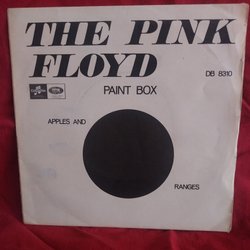 THE PINK
FLOYD
DB 8310
PAINT BOX
APPLES AND
RANGES